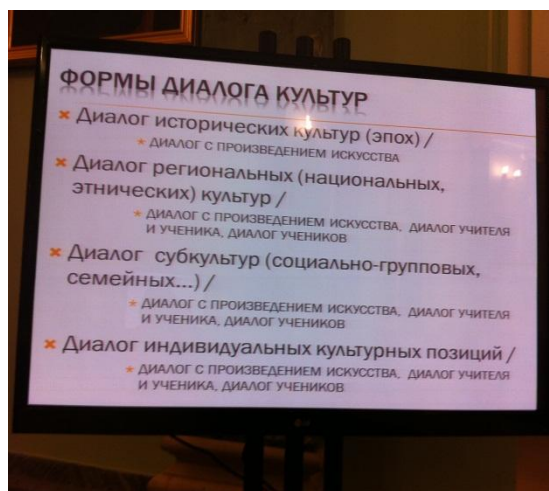 ФОРМЫ ДИАЛОГА КУЛЬТУР
Диалог исторических культур (эпох) /
ДИАЛОГ С ПРОИЗВЕДЕНИЕМ ИСКУССТВА
Диалог региональных (национальных,
этнических) культур /
ДИАЛОГ С ПРОИЗВЕДЕНИЕМ ИСКУССТВА, ДИАЛОГ УЧИТЕЛЯ
И УЧЕНИКА, ДИАЛОГ УЧЕНИКОВ
Диалог субкультур (социально-групповых,
семейных...) /
ДИАЛОГ С ПРОИЗВЕДЕНИЕМ ИСКУССТВА, ДИАЛОГ УЧИТЕЛЯ
И УЧЕНИКА, ДИАЛОГ УЧЕНИКОВ
Диалог индивидуальных культурных позиций /
ДИАЛОГ С ПРОИЗВЕДЕНИЕМ ИСКУССТВА, ДИАЛОГ УЧИТЕЛЯ
И УЧЕНИКА, ДИАЛОГ УЧЕНИКОВ
LG